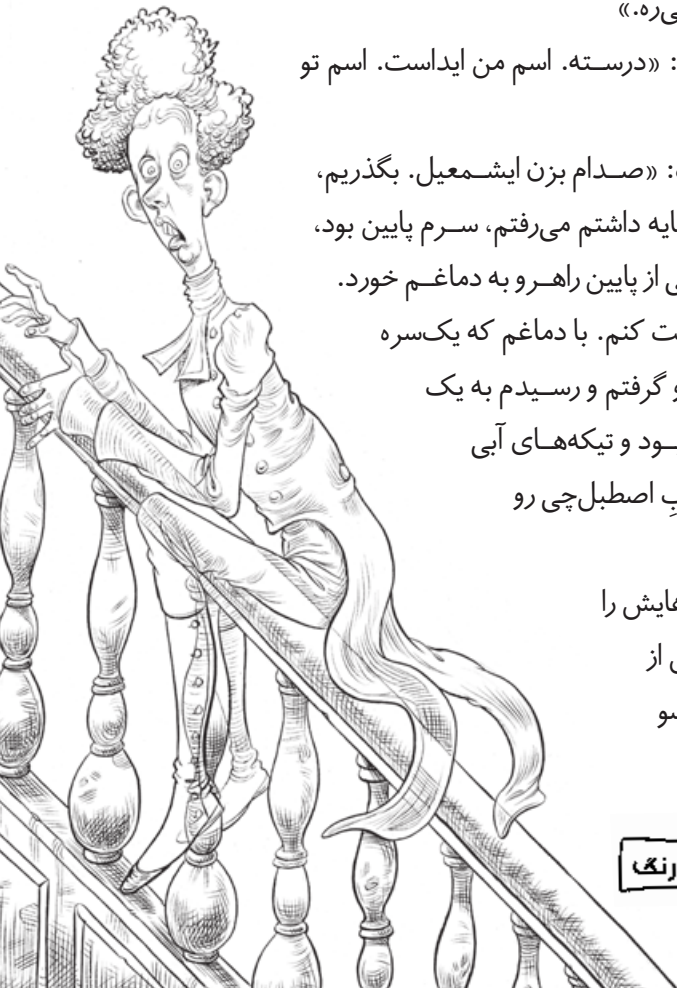 ی‌ره.»
: «درسته. اسم من ایداست. اسم تو
: «صدام بزن ایشمعیل. بگذریم،
ایه داشتم می‌رفتم، سرم پایین بود،
ی از پایین راهرو به دماغم خورد.
ت کنم. با دماغم که یک‌سره
و گرفتم و رسیدم به یک
ود و تیکه‌های آبی
بِ اصطبل‌چی رو
هایش را
از
سو
رنگ